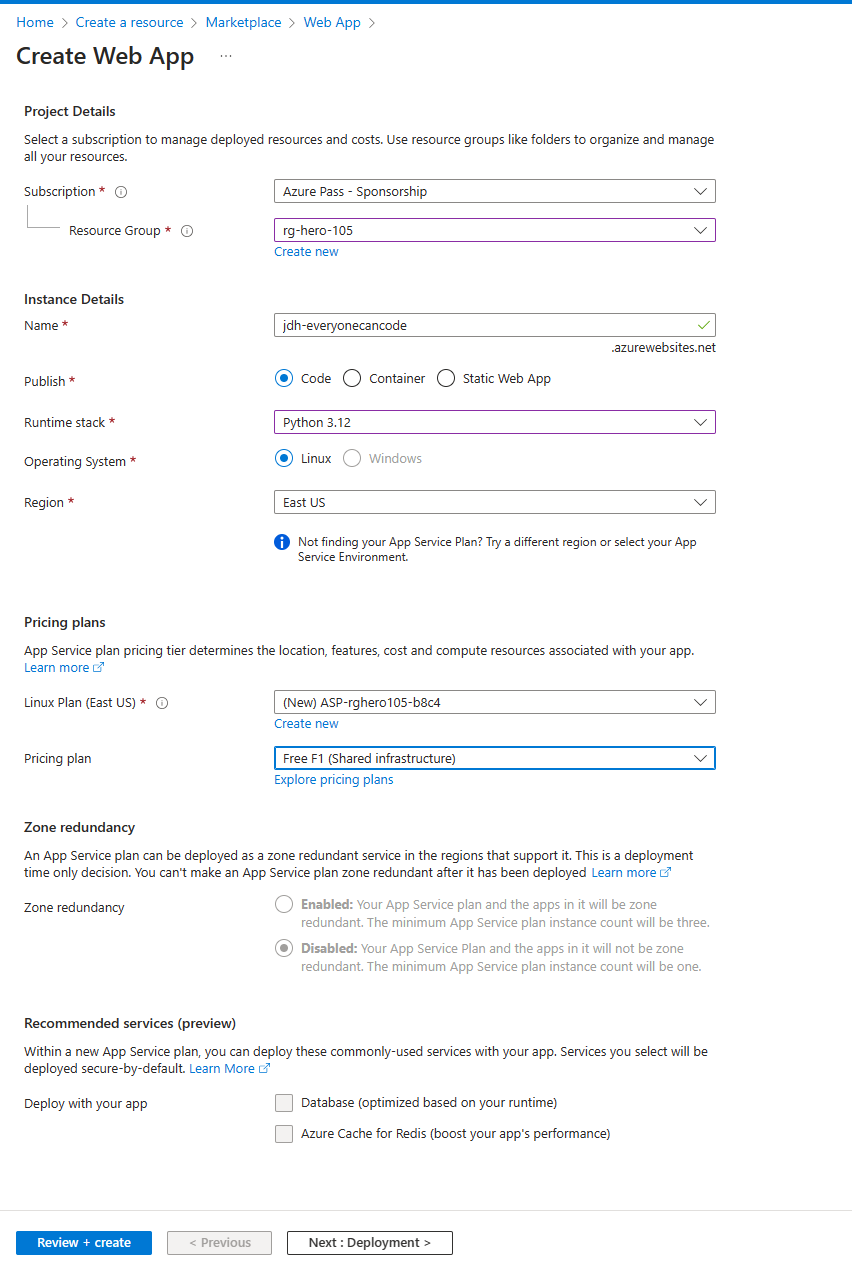 Home > Create a resource > Marketplace > Web App >
Create Web App ...
Project Details
Select a subscription to manage deployed resources and costs. Use resource groups like folders to organize and manage
all your resources.
Subscription *
Azure Pass - Sponsorship
Resource Group *
rg-hero-105
Create new
Instance Details
Name *
jdh-everyonecancode
.azurewebsites.net
Publish *
Code Container Static Web App
Runtime stack *
Python 3.12
Operating System *
Linux Windows
Region *
East US
Not finding your App Service Plan? Try a different region or select your App
Service Environment.
Pricing plans
App Service plan pricing tier determines the location, features, cost and compute resources associated with your app.
Learn more
Linux Plan (East US) *
(New) ASP-rghero105-b8c4
Create new
Pricing plan
Free F1 (Shared infrastructure)
Explore pricing plans
Zone redundancy
An App Service plan can be deployed as a zone redundant service in the regions that support it. This is a deployment
time only decision. You can't make an App Service plan zone redundant after it has been deployed Learn more
Zone redundancy
Enabled: Your App Service plan and the apps in it will be zone
redundant. The minimum App Service plan instance count will be three.
Disabled: Your App Service Plan and the apps in it will not be zone
redundant. The minimum App Service plan instance count will be one.
Recommended services (preview)
Within a new App Service plan, you can deploy these commonly-used services with your app. Services you select will be
deployed secure-by-default. Learn More
Deploy with your app
Database (optimized based on your runtime)
Azure Cache for Redis (boost your app's performance)
Review + create < Previous Next : Deployment >